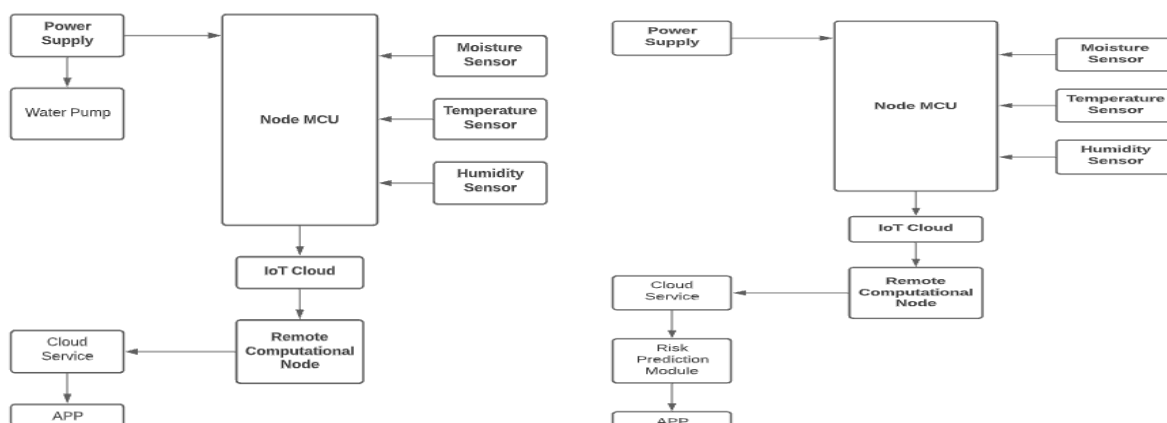 Power
Supply
Water Pump
Node MCU
Moisture
Sensor
Temperature
Sensor
Humidity
Sensor
IoT Cloud
Remote
Computational
Node
Cloud
Service
APP
Power
Supply
Node MCU
Moisture
Sensor
Temperature
Sensor
Humidity
Sensor
IoT Cloud
Remote
Computational
Node
Cloud
Service
Risk
Prediction
Module
APP